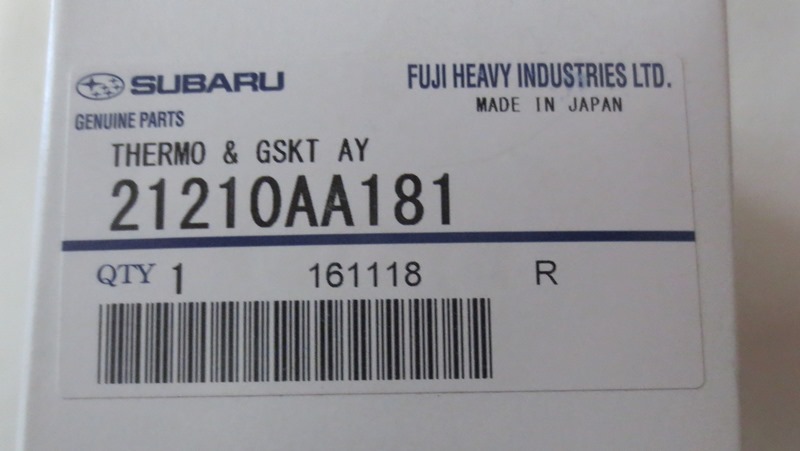 SUBARU
FUJI HEAVY INDUSTRIES LTD.
GENUINE PARTS
MADE IN JAPAN
THERMO & GSKT AY
21210AA181
QTY 1 161118 R